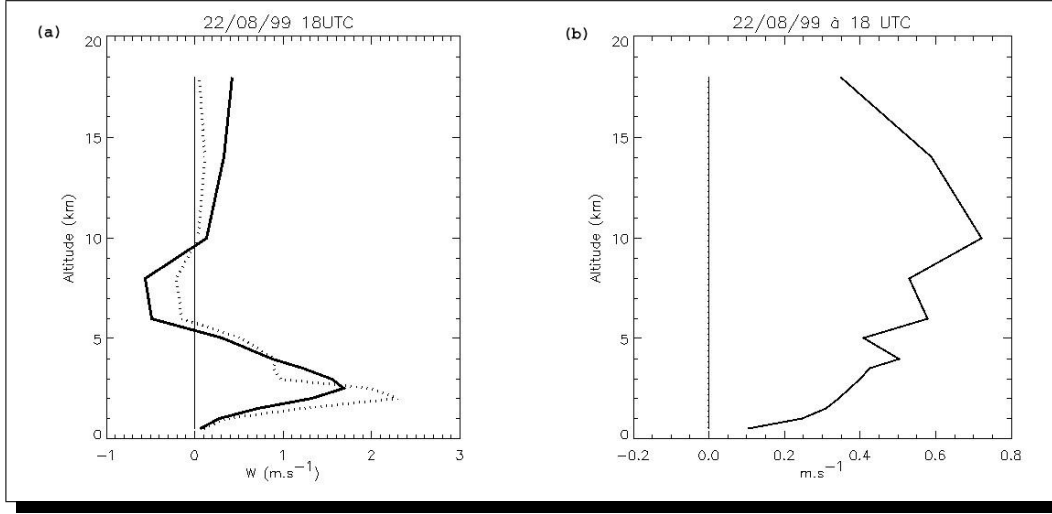 (a)
22/08/99 18UTC
20
15
10
5
0
Altitude (km)
-1 0 1 2 3
W (m.s⁻¹)
(b)
22/08/99 à 18 UTC
20
15
10
5
0
Altitude (km)
-0.2 0.0 0.2 0.4 0.6 0.8
m.s⁻¹